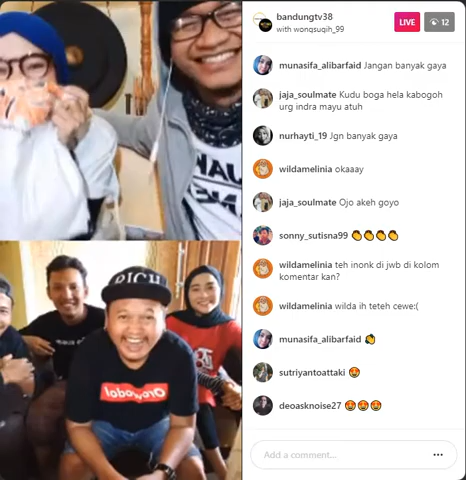 bandungtv38
with wonqsuqih_99
LIVE
12
munasifa_alibarfaid Jangan banyak gaya
jaja_soulmate Kudu boga hela kabogoh
urg indra mayu atuh
nurhayti_19 Jgn banyak gaya
wildamelinia okaaay
jaja_soulmate Ojo akeh goyo
sonny_sutisna99 👏👏👏👏
wildamelinia teh inonk di jwb di kolom
komentar kan?
wildamelinia wilda ih teteh cewe:(
munasifa_alibarfaid 👏
sutriyantoattaki 😍
deoasknoise27 😍😍😍
Add a comment...
RICH